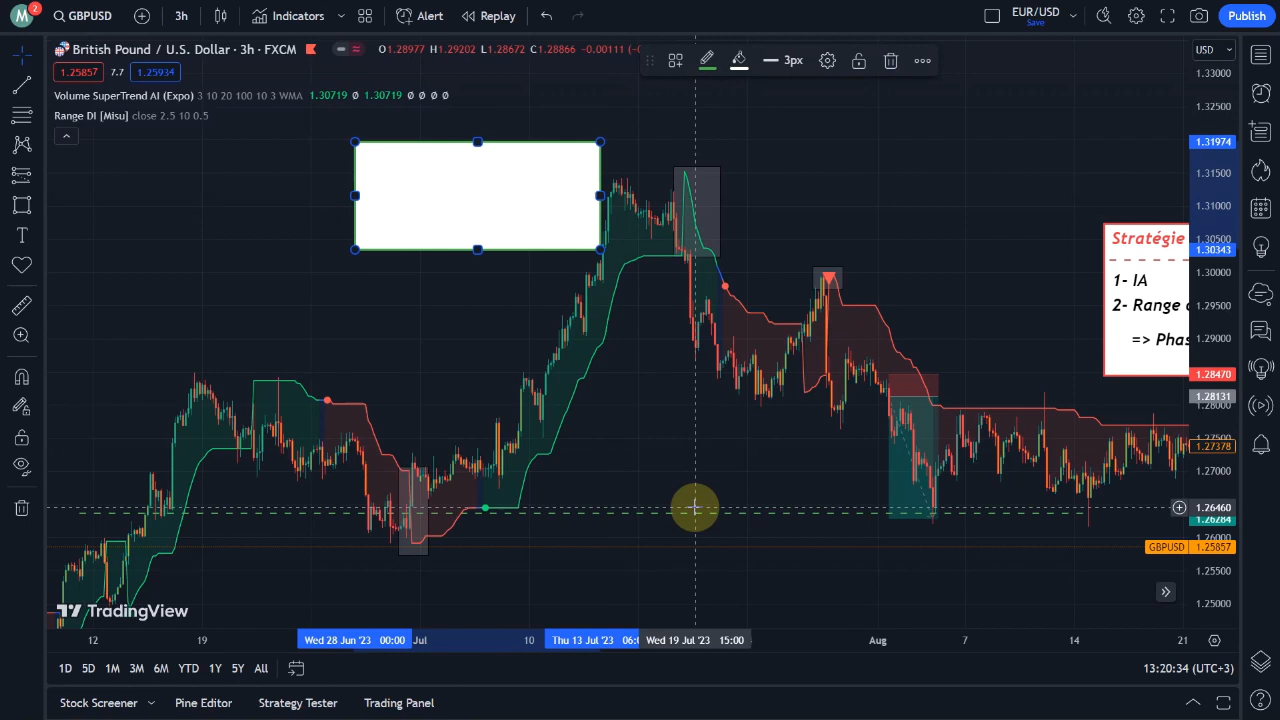 M 2 GBPUSD 3h Indicators Alert Replay EUR/USD Save Publish
British Pound / U.S. Dollar · 3h · FXCM O1.28977 H1.29202 L1.28672 C1.28866 −0.00111 (−0
3px
USD
1.25857 7.7 1.25934
Volume SuperTrend AI (Expo) 3 10 20 100 10 3 WMA 1.30719 Ø 1.30719 Ø Ø Ø Ø
Range DI [Misu] close 2.5 10 0.5
1.33000
1.32500
1.31974
1.31500
1.31000
1.30500
1.30343
1.30000
1.29500
1.29000
1.28470
1.28131
1.28000
1.27500
1.27378
1.27000
1.26460
1.26284
1.26000
GBPUSD 1.25857
1.25500
1.25000
Stratégie
1- IA
2- Range
=> Phas
TradingView
12 19 Wed 28 Jun '23 00:00 Jul 10 Thu 13 Jul '23 06:0 Wed 19 Jul '23 15:00 Aug 7 14 21
1D 5D 1M 3M 6M YTD 1Y 5Y All 13:20:34 (UTC+3)
Stock Screener Pine Editor Strategy Tester Trading Panel